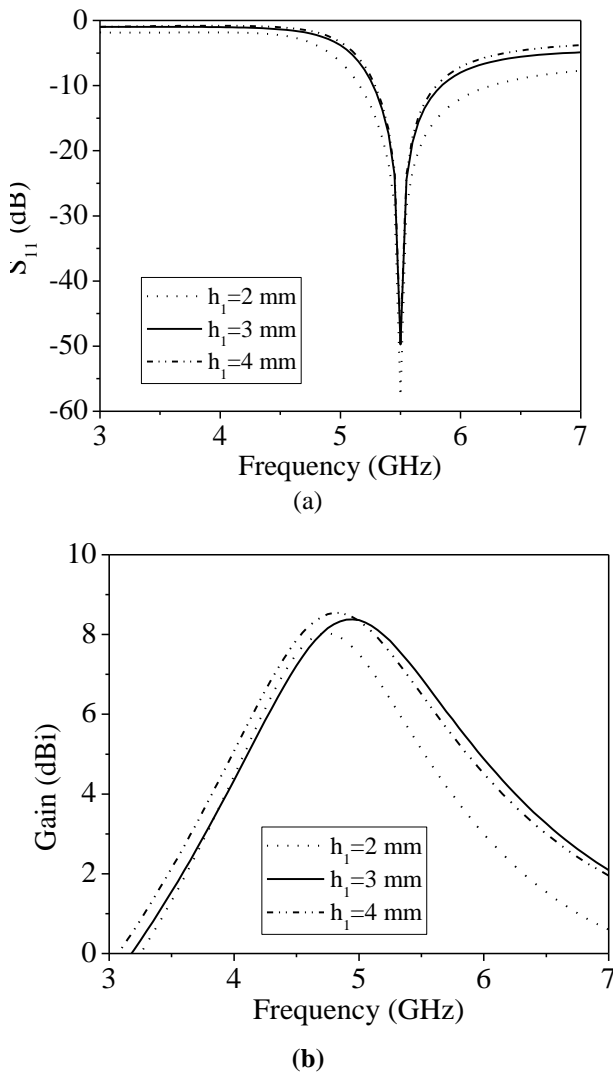 0
-10
-20
-30
-40
-50
-60
S11 (dB)
h1=2 mm
h1=3 mm
h1=4 mm
3 4 5 6 7
Frequency (GHz)
(a)
10
8
6
4
2
0
Gain (dBi)
h1=2 mm
h1=3 mm
h1=4 mm
3 4 5 6 7
Frequency (GHz)
(b)